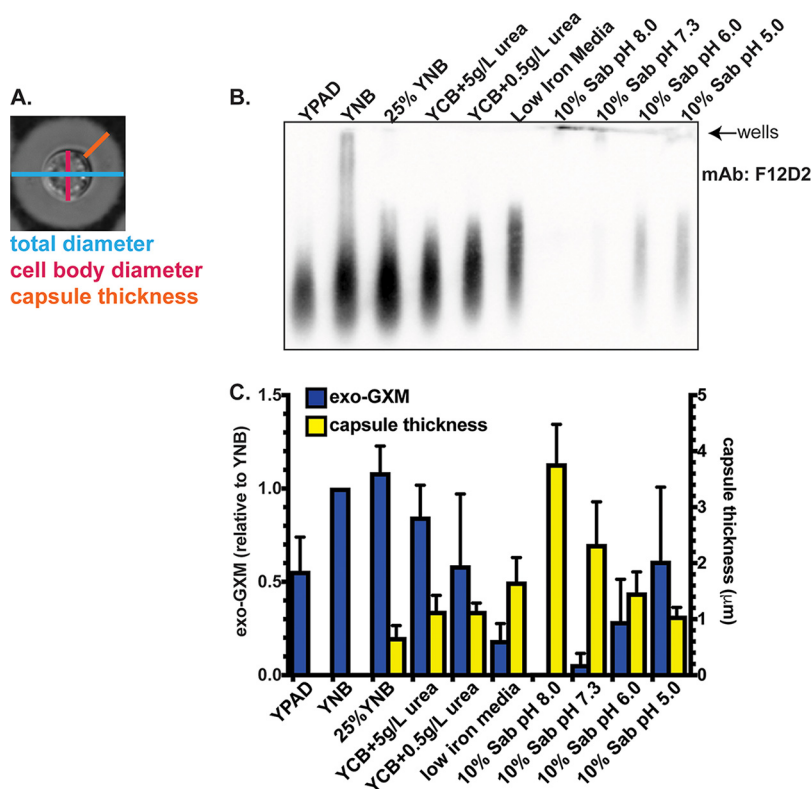 A.
total diameter
cell body diameter
capsule thickness
B.
YPAD
YNB
25% YNB
YCB+5g/L urea
YCB+0.5g/L urea
Low Iron Media
10% Sab pH 8.0
10% Sab pH 7.3
10% Sab pH 6.0
10% Sab pH 5.0
wells
mAb: F12D2
C.
exo-GXM
capsule thickness
exo-GXM (relative to YNB)
1.5
1.0
0.5
0.0
capsule thickness (μm)
5
4
3
2
1
0
YPAD
YNB
25%YNB
YCB+5g/L urea
YCB+0.5g/L urea
low iron media
10% Sab pH 8.0
10% Sab pH 7.3
10% Sab pH 6.0
10% Sab pH 5.0